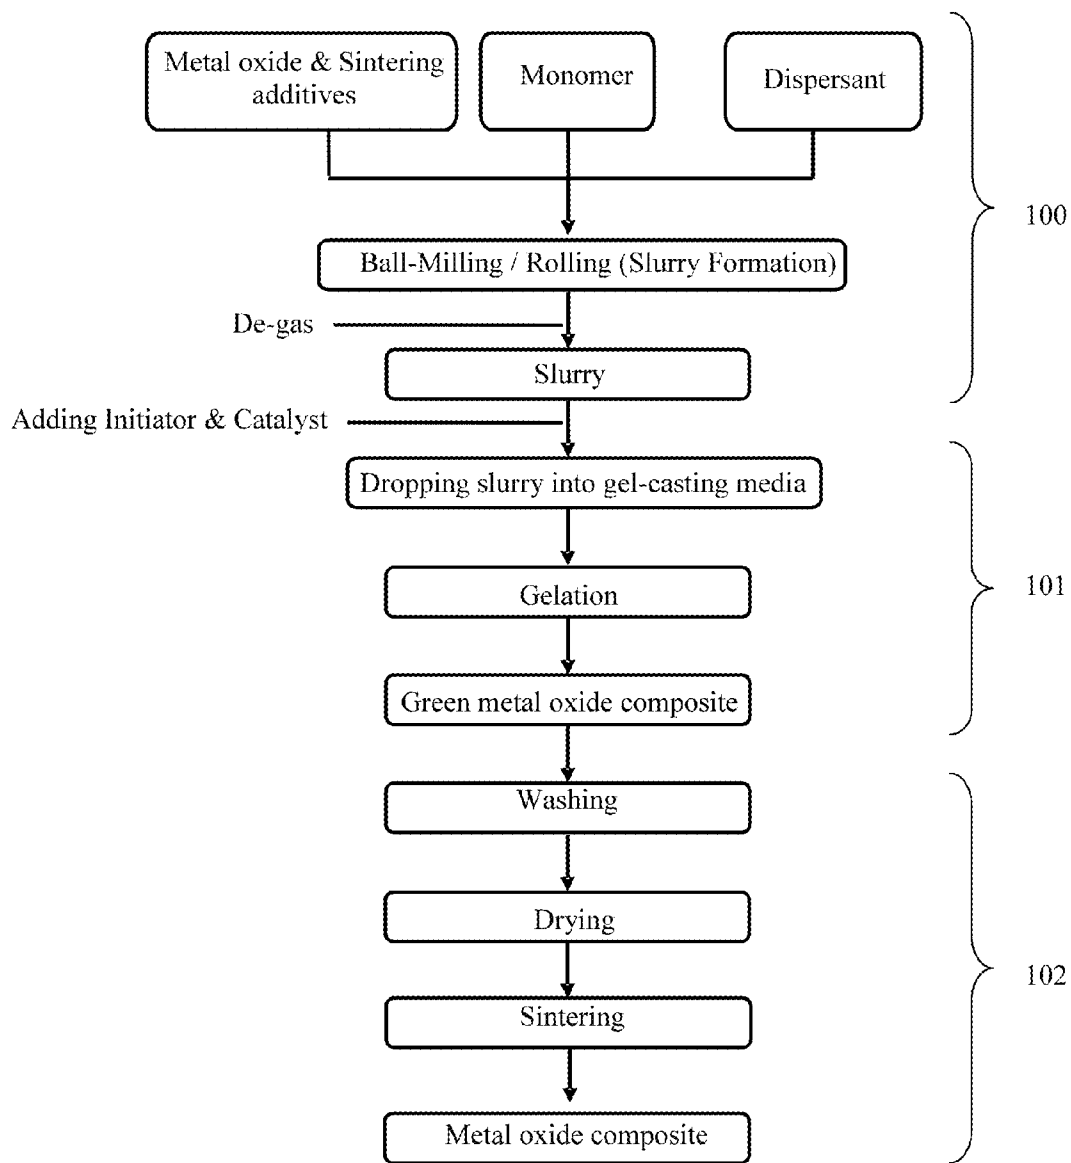 Metal oxide & Sintering
additives
Monomer
Dispersant
100
Ball-Milling / Rolling (Slurry Formation)
De-gas
Slurry
Adding Initiator & Catalyst
Dropping slurry into gel-casting media
Gelation
101
Green metal oxide composite
Washing
Drying
102
Sintering
Metal oxide composite